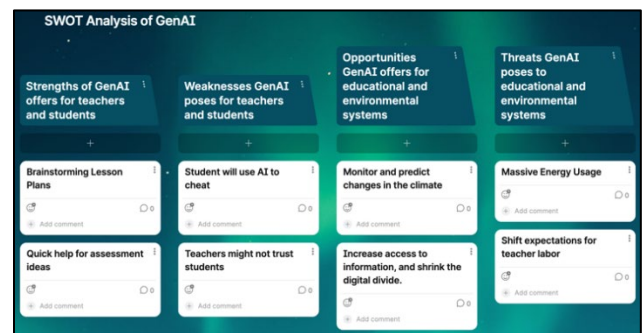 SWOT Analysis of GenAI
Strengths of GenAI
offers for teachers
and students
+
Brainstorming Lesson
Plans
0
Add comment
Quick help for assessment
ideas
0
Add comment
Weaknesses GenAI
poses for teachers
and students
+
Student will use AI to
cheat
0
Add comment
Teachers might not trust
students
0
Add comment
Opportunities
GenAI offers for
educational and
environmental
systems
+
Monitor and predict
changes in the climate
0
Add comment
Increase access to
information, and shrink the
digital divide.
0
Add comment
Threats GenAI
poses to
educational and
environmental
systems
+
Massive Energy Usage
0
Add comment
Shift expectations for
teacher labor
0
Add comment